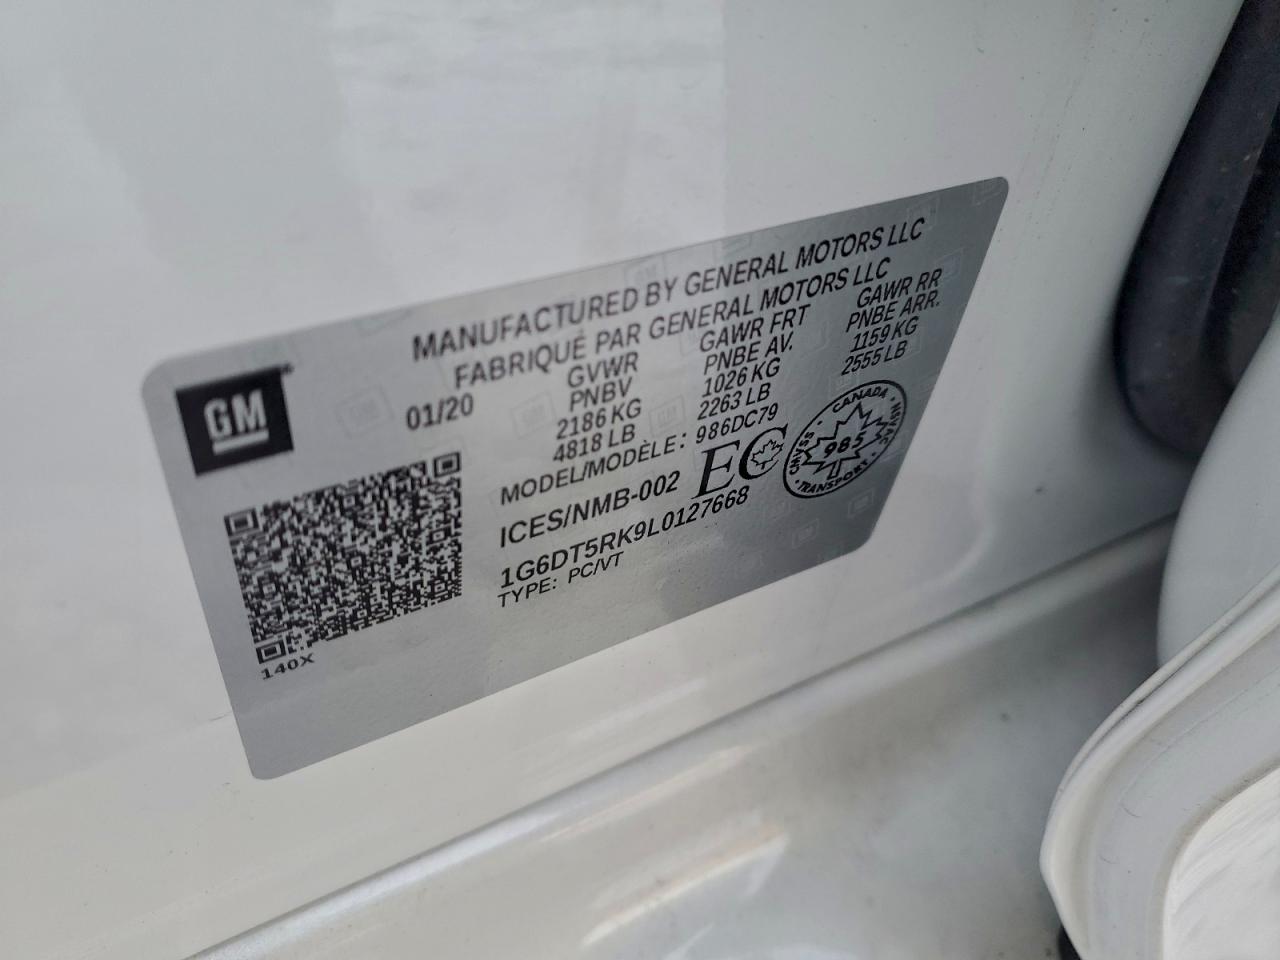 MANUFACTURED BY GENERAL MOTORS LLC
FABRIQUÉ PAR GENERAL MOTORS LLC
GM
01/20
GVWR GAWR FRT GAWR RR
PNBV PNBE AV. PNBE ARR.
2186 KG 1026 KG 1159 KG
4818 LB 2263 LB 2555 LB
MODEL/MODÈLE: 986DC79
ICES/NMB-002
EC
CANADA
NSVAC
985
CMVSS
TRANSPORT
1G6DT5RK9L0127668
TYPE: PC/VT
140X